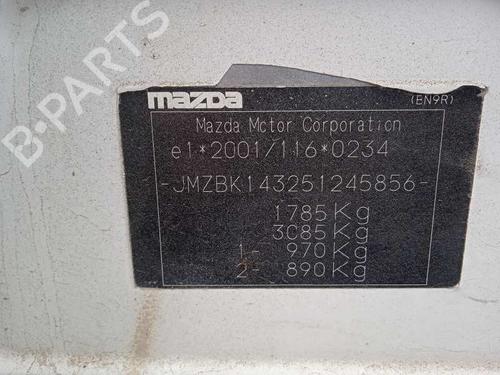 B-PARTS
mazda
(EN9R)
Mazda Motor Corporation
e1*2001/116*0234
-JMZBK143251245856-
1785Kg
3085Kg
1- 970Kg
2- 890Kg